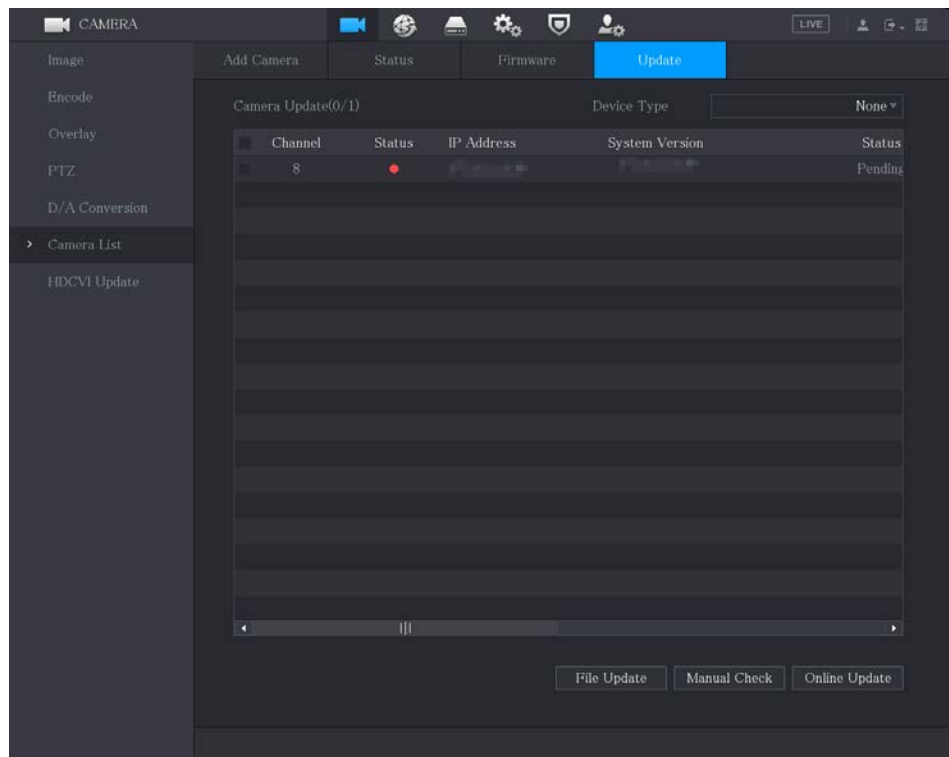 CAMERA LIVE
Image Add Camera Status Firmware Update
Encode Camera Update(0/1) Device Type None
Overlay Channel Status IP Address System Version Status
PTZ 8 Pending
D/A Conversion
Camera List
HDCVI Update
File Update Manual Check Online Update